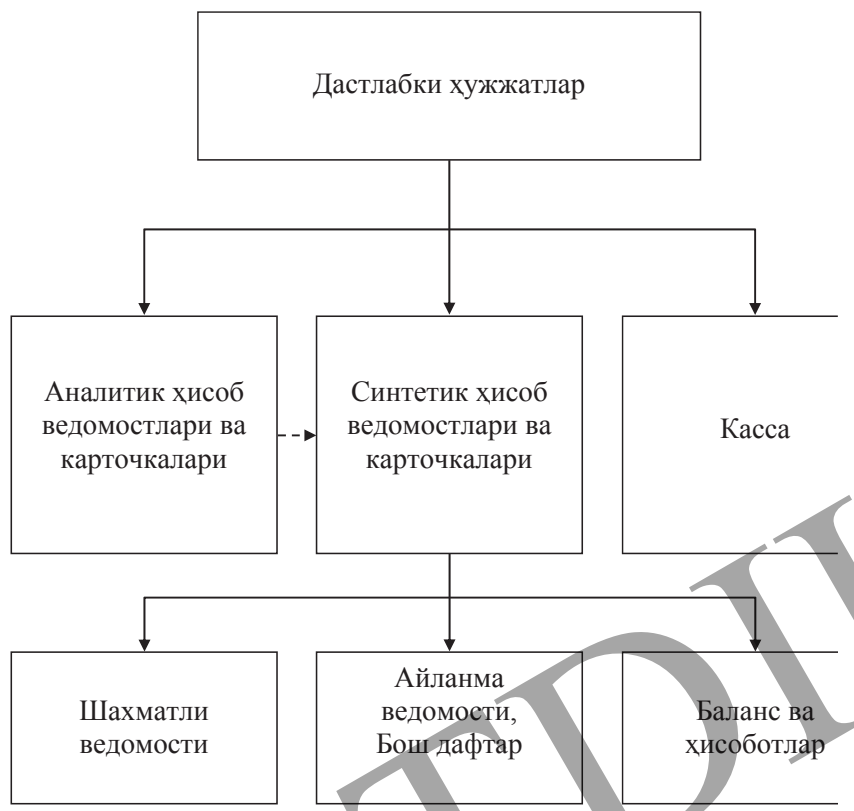 Дастлабки ҳужжатлар
Аналитик ҳисоб
ведомостлари ва
карточкалари
Синтетик ҳисоб
ведомостлари ва
карточкалари
Касса
Шахматли
ведомости
Айланма
ведомости,
Бош дафтар
Баланс ва
ҳисоботлар